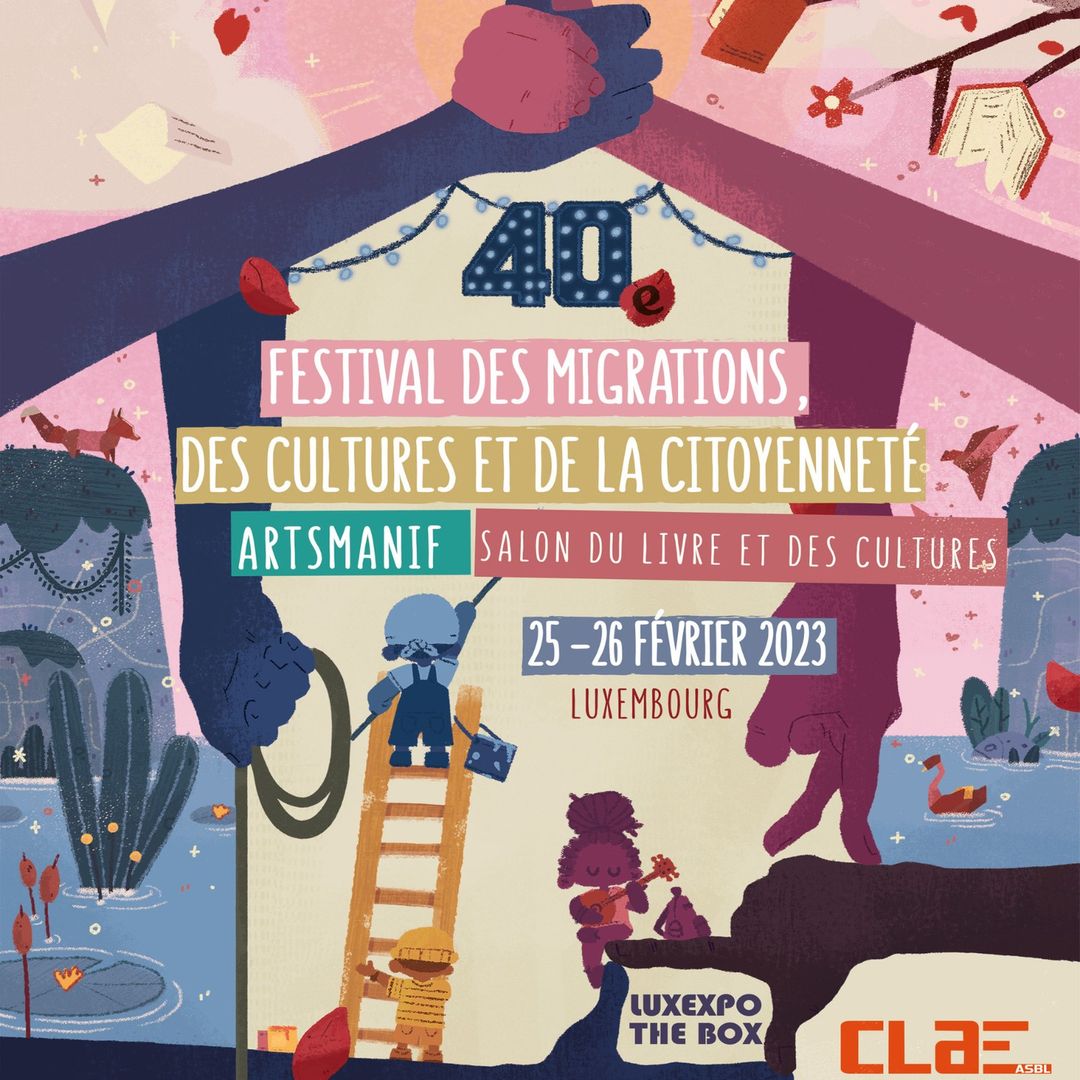 40e
FESTIVAL DES MIGRATIONS,
DES CULTURES ET DE LA CITOYENNETÉ
ARTSMANIF SALON DU LIVRE ET DES CULTURES
25 – 26 FÉVRIER 2023
LUXEMBOURG
LUXEXPO
THE BOX
CLAE
ASBL